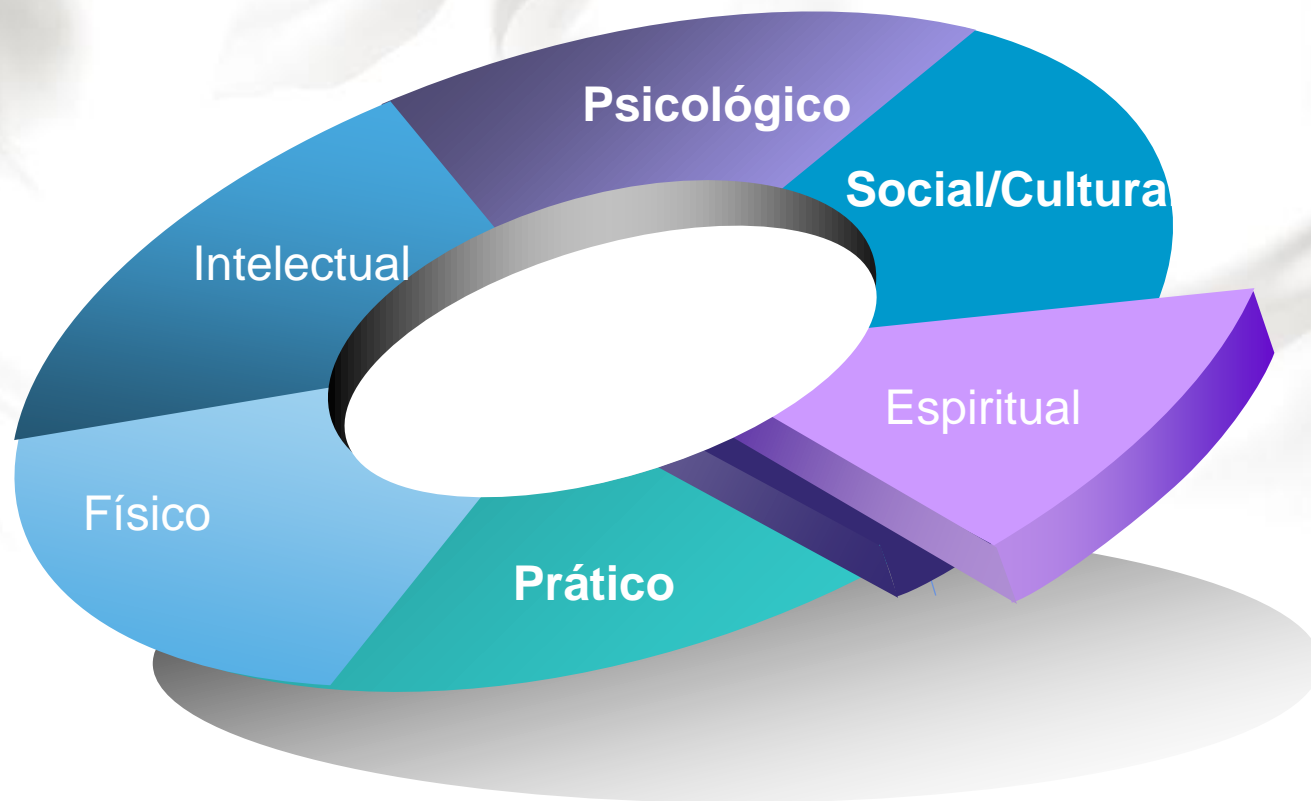 Psicológico
Social/Cultura
Intelectual
Espiritual
Físico
Prático